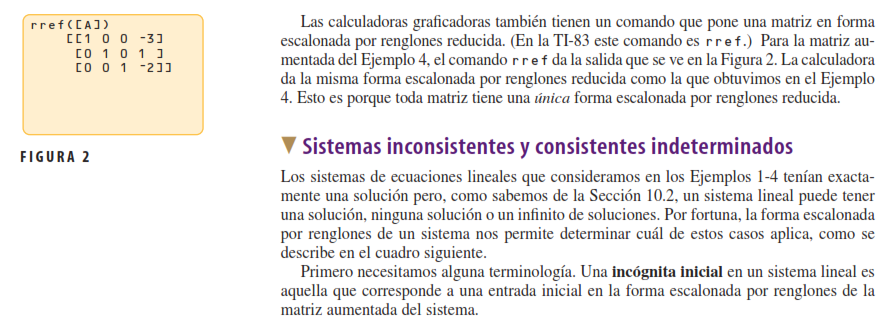 rref([A])
[[1 0 0 -3]
[0 1 0 1 ]
[0 0 1 -2]]
FIGURA 2
Las calculadoras graficadoras también tienen un comando que pone una matriz en forma
escalonada por renglones reducida. (En la TI-83 este comando es rref.) Para la matriz au-
mentada del Ejemplo 4, el comando rref da la salida que se ve en la Figura 2. La calculadora
da la misma forma escalonada por renglones reducida como la que obtuvimos en el Ejemplo
4. Esto es porque toda matriz tiene una única forma escalonada por renglones reducida.
▼ Sistemas inconsistentes y consistentes indeterminados
Los sistemas de ecuaciones lineales que consideramos en los Ejemplos 1-4 tenían exacta-
mente una solución pero, como sabemos de la Sección 10.2, un sistema lineal puede tener
una solución, ninguna solución o un infinito de soluciones. Por fortuna, la forma escalonada
por renglones de un sistema nos permite determinar cuál de estos casos aplica, como se
describe en el cuadro siguiente.
Primero necesitamos alguna terminología. Una incógnita inicial en un sistema lineal es
aquella que corresponde a una entrada inicial en la forma escalonada por renglones de la
matriz aumentada del sistema.